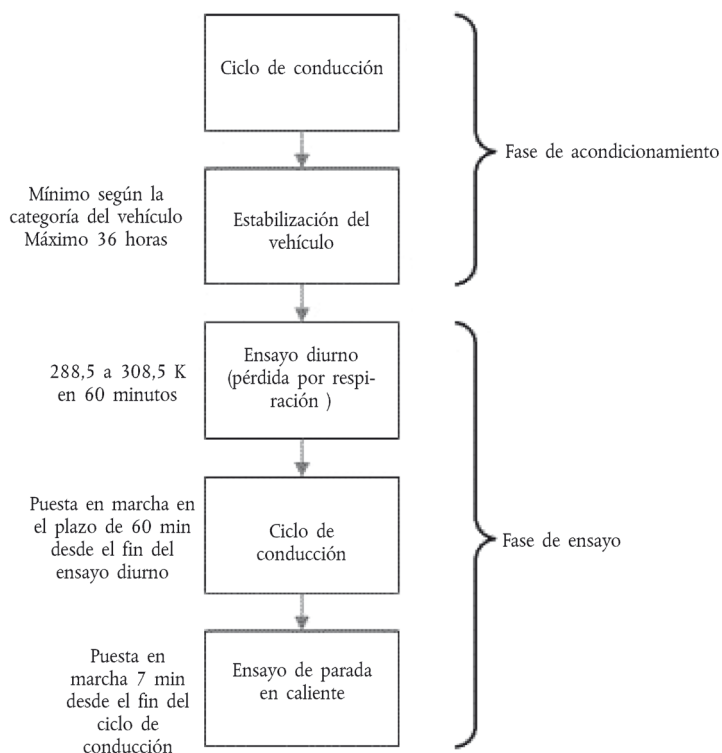 Ciclo de conducción
Fase de acondicionamiento
Mínimo según la
categoría del vehículo
Máximo 36 horas
Estabilización del
vehículo
288,5 a 308,5 K
en 60 minutos
Ensayo diurno
(pérdida por respi-
ración )
Puesta en marcha en
el plazo de 60 min
desde el fin del
ensayo diurno
Ciclo de
conducción
Fase de ensayo
Puesta en
marcha 7 min
desde el fin del
ciclo de
conducción
Ensayo de parada
en caliente